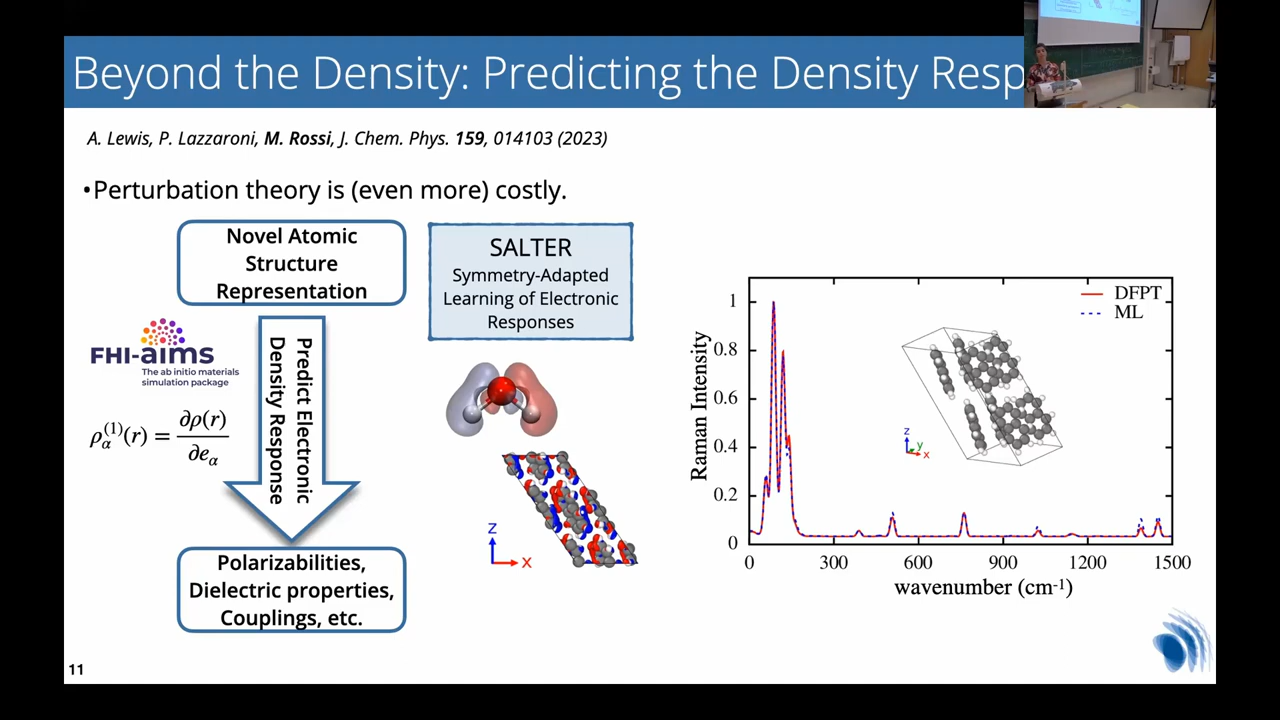 Beyond the Density: Predicting the Density Resp
A. Lewis, P. Lazzaroni, M. Rossi, J. Chem. Phys. 159, 014103 (2023)
•Perturbation theory is (even more) costly.
Novel Atomic
Structure
Representation
SALTER
Symmetry-Adapted
Learning of Electronic
Responses
FHI-aims
The ab initio materials
simulation package
Predict Electronic
Density Response
ρα(1)(r) = ∂ρ(r)/∂eα
Polarizabilities,
Dielectric properties,
Couplings, etc.
z
x
DFPT
ML
Raman Intensity
1
0.8
0.6
0.4
0.2
0
z
y
x
0 300 600 900 1200 1500
wavenumber (cm-1)
11